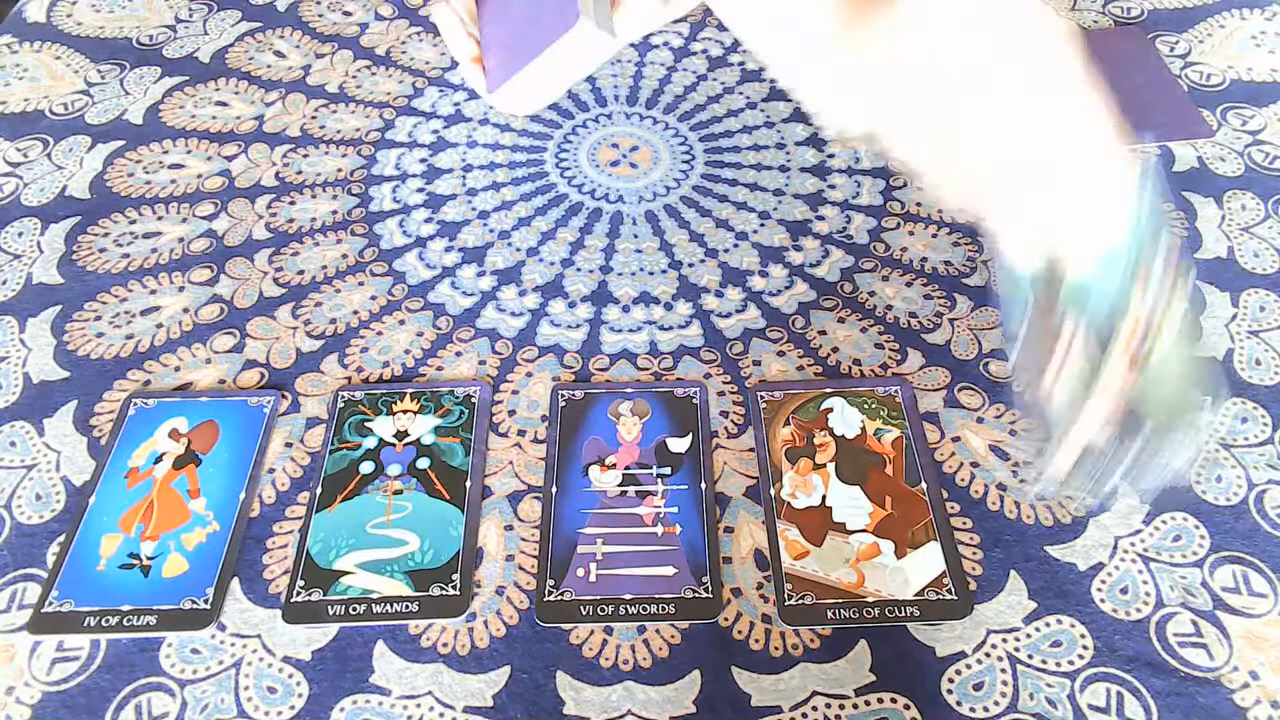 IV OF CUPS
VII OF WANDS
VI OF SWORDS
KING OF CUPS